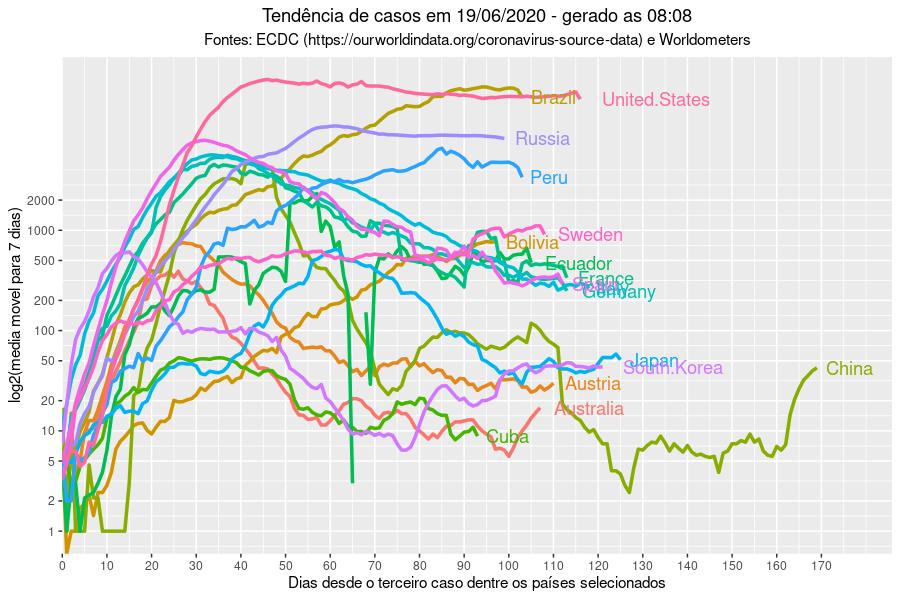 Tendência de casos em 19/06/2020 - gerado as 08:08
Fontes: ECDC (https://ourworldindata.org/coronavirus-source-data) e Worldometers
log2(media movel para 7 dias)
2000
1000
500
200
100
50
20
10
5
2
1
Brazil
United.States
Russia
Peru
Sweden
Bolivia
Ecuador
France
Germany
Japan
South.Korea
China
Austria
Australia
Cuba
0 10 20 30 40 50 60 70 80 90 100 110 120 130 140 150 160 170
Dias desde o terceiro caso dentre os países selecionados